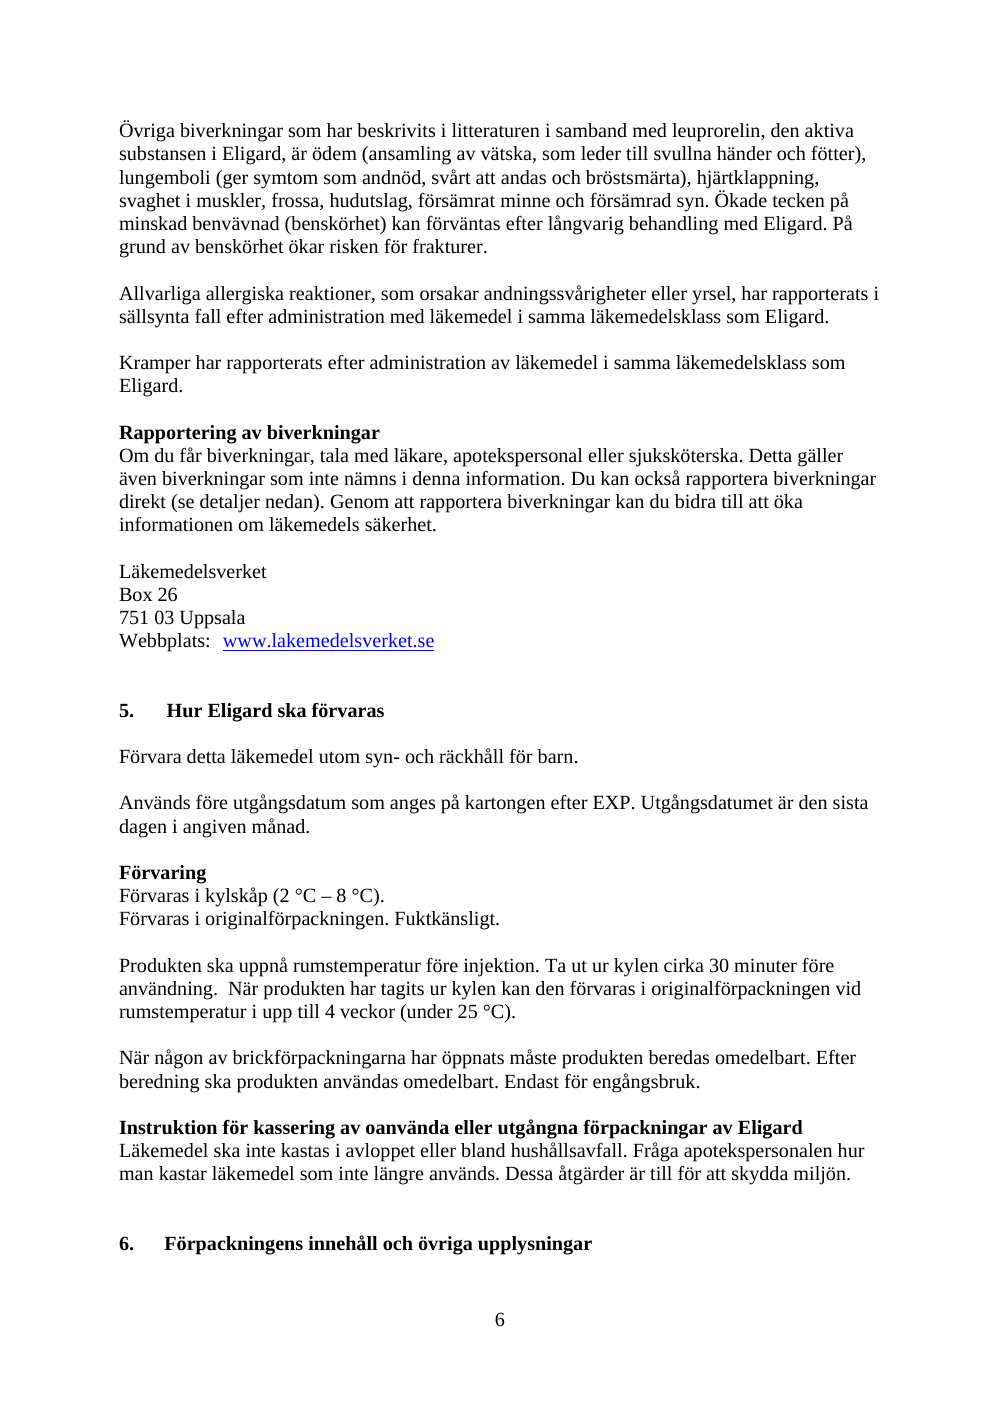 Övriga biverkningar som har beskrivits i litteraturen i samband med leuprorelin, den aktiva
substansen i Eligard, är ödem (ansamling av vätska, som leder till svullna händer och fötter),
lungemboli (ger symtom som andnöd, svårt att andas och bröstsmärta), hjärtklappning,
svaghet i muskler, frossa, hudutslag, försämrat minne och försämrad syn. Ökade tecken på
minskad benvävnad (benskörhet) kan förväntas efter långvarig behandling med Eligard. På
grund av benskörhet ökar risken för frakturer.
Allvarliga allergiska reaktioner, som orsakar andningssvårigheter eller yrsel, har rapporterats i
sällsynta fall efter administration med läkemedel i samma läkemedelsklass som Eligard.
Kramper har rapporterats efter administration av läkemedel i samma läkemedelsklass som
Eligard.
Rapportering av biverkningar
Om du får biverkningar, tala med läkare, apotekspersonal eller sjuksköterska. Detta gäller
även biverkningar som inte nämns i denna information. Du kan också rapportera biverkningar
direkt (se detaljer nedan). Genom att rapportera biverkningar kan du bidra till att öka
informationen om läkemedels säkerhet.
Läkemedelsverket
Box 26
751 03 Uppsala
Webbplats: www.lakemedelsverket.se
5. Hur Eligard ska förvaras
Förvara detta läkemedel utom syn- och räckhåll för barn.
Används före utgångsdatum som anges på kartongen efter EXP. Utgångsdatumet är den sista
dagen i angiven månad.
Förvaring
Förvaras i kylskåp (2 °C – 8 °C).
Förvaras i originalförpackningen. Fuktkänsligt.
Produkten ska uppnå rumstemperatur före injektion. Ta ut ur kylen cirka 30 minuter före
användning. När produkten har tagits ur kylen kan den förvaras i originalförpackningen vid
rumstemperatur i upp till 4 veckor (under 25 °C).
När någon av brickförpackningarna har öppnats måste produkten beredas omedelbart. Efter
beredning ska produkten användas omedelbart. Endast för engångsbruk.
Instruktion för kassering av oanvända eller utgångna förpackningar av Eligard
Läkemedel ska inte kastas i avloppet eller bland hushållsavfall. Fråga apotekspersonalen hur
man kastar läkemedel som inte längre används. Dessa åtgärder är till för att skydda miljön.
6. Förpackningens innehåll och övriga upplysningar
6